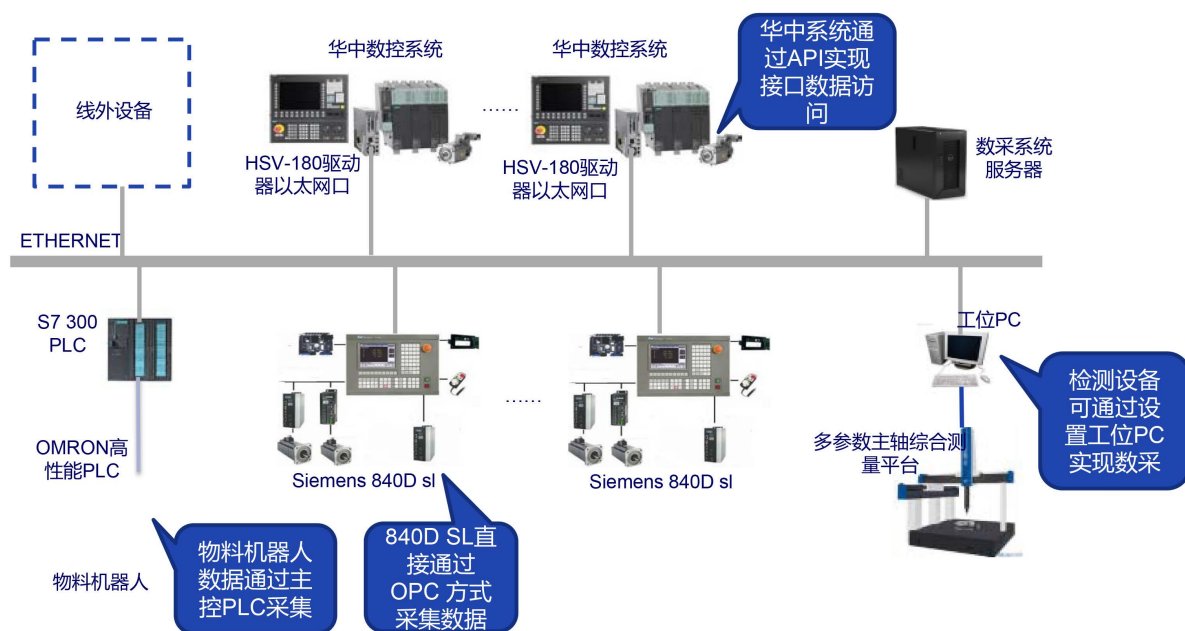 华中数控系统
华中数控系统
华中系统通
过API实现
接口数据访
问
线外设备
……
HSV-180驱动
器以太网口
HSV-180驱动
器以太网口
数采系统
服务器
ETHERNET
S7 300
PLC
工位PC
检测设备
可通过设
置工位PC
实现数采
……
OMRON高
性能PLC
多参数主轴综合测
量平台
Siemens 840D sl
Siemens 840D sl
物料机器人
物料机器人
数据通过主
控PLC采集
840D SL直
接通过
OPC 方式
采集数据